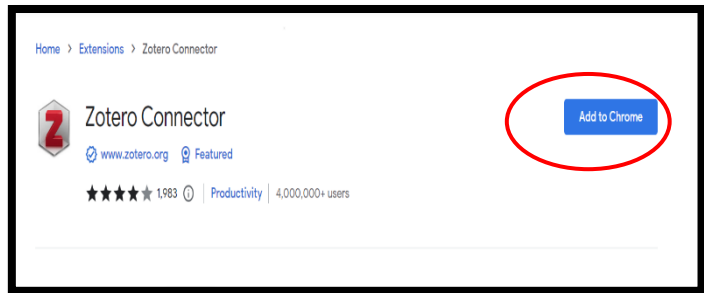 Home > Extensions > Zotero Connector
Z
Zotero Connector
Add to Chrome
www.zotero.org Featured
1,983 Productivity 4,000,000+ users